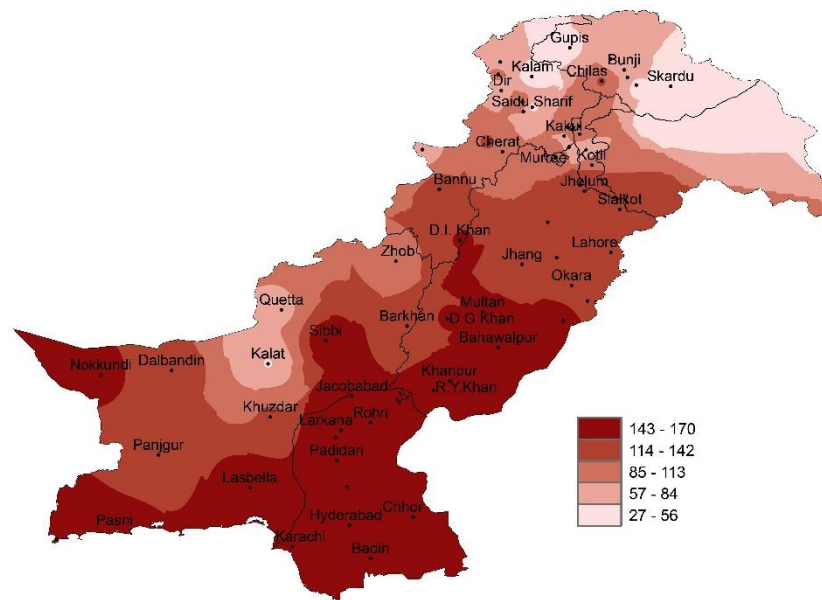 Gupis
Bunji
Kalam
Chilas
Skardu
Dir
Saidu Sharif
Kakul
Cherat
Murree
Kotli
Bannu
Jhelum
Sialkot
D.I. Khan
Zhob
Lahore
Jhang
Okara
Quetta
Multan
Barkhan
D.G.Khan
Sibbi
Bahawalpur
Kalat
Dalbandin
Nokkundi
Khanpur
R.Y.Khan
Jacobabad
Khuzdar
Rohri
Larkana
Panjgur
Padidan
Lasbella
Chhor
Pasni
Hyderabad
Karachi
Badin
143 - 170
114 - 142
85 - 113
57 - 84
27 - 56